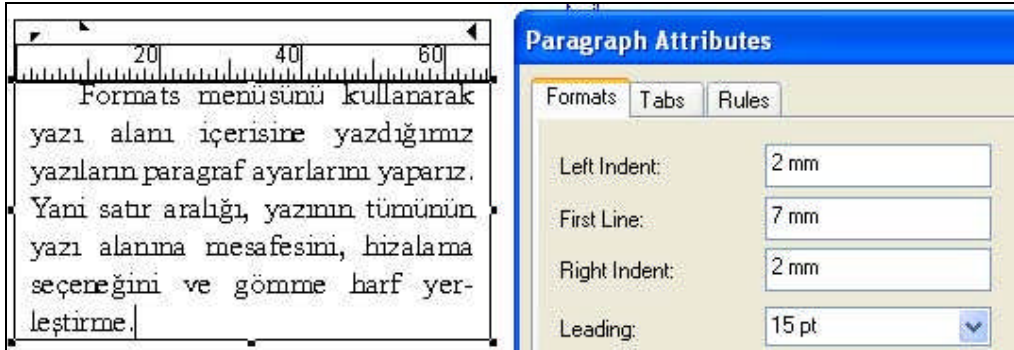 20 40 60
Formats menüsünü kullanarak
yazı alanı içerisine yazdığımız
yazıların paragraf ayarlarını yaparız.
Yani satır aralığı, yazının tümünün
yazı alanına mesafesini, hizalama
seçeneğini ve gömme harf yer-
leştirme.
Paragraph Attributes
Formats Tabs Rules
Left Indent: 2 mm
First Line: 7 mm
Right Indent: 2 mm
Leading: 15 pt